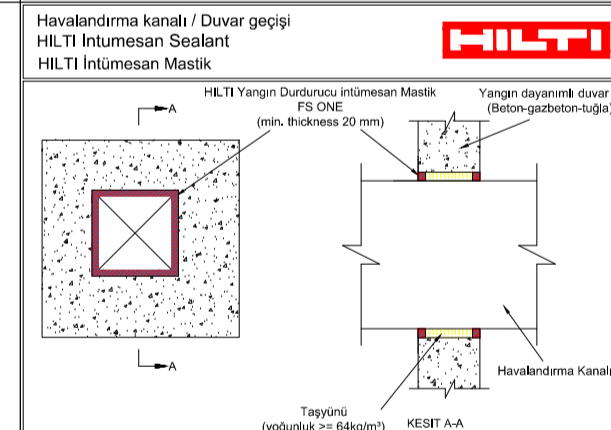 Havalandırma kanalı / Duvar geçişi
HILTI Intumesan Sealant
HILTI İntümesan Mastik
HILTI
HILTI Yangın Durdurucu intümesan Mastik
FS ONE
(min. thickness 20 mm)
Yangın dayanımlı duvar
(Beton-gazbeton-tuğla)
A
A
Havalandırma Kanalı
Taşyünü
(yoğunluk >= 64kg/m³)
KESIT A-A